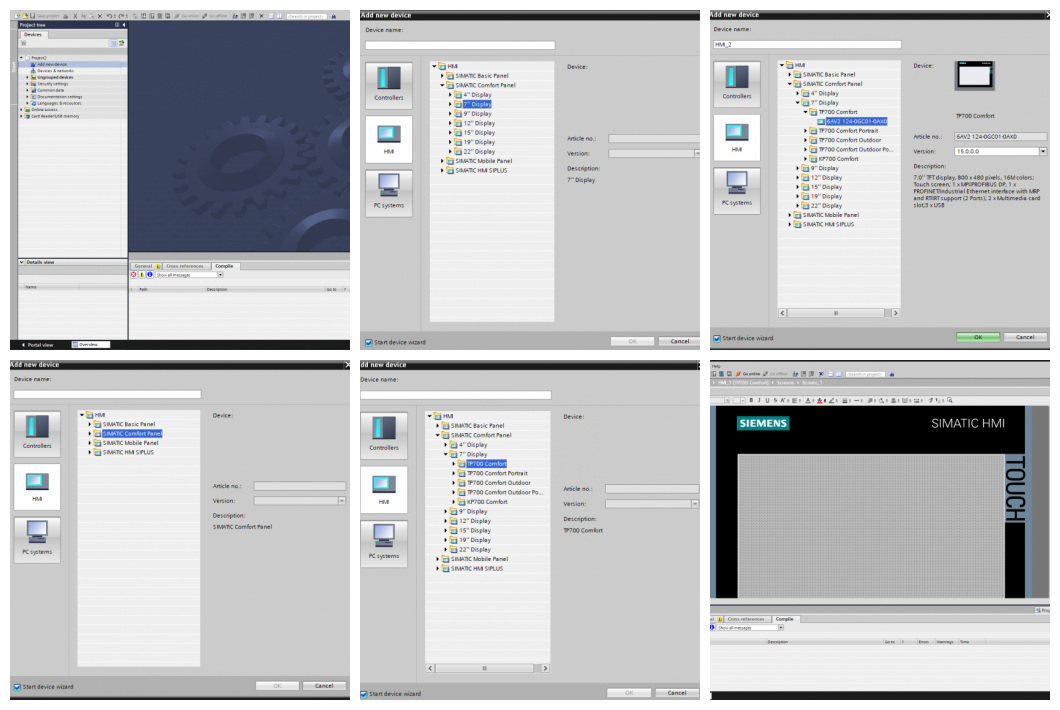 Save project
Go online
Go offline
Search in project
Project tree
Devices
Project2
Add new device
Devices & networks
Ungrouped devices
Security settings
Common data
Documentation settings
Languages & resources
Online access
Card Reader/USB memory
Details view
Name
General
Cross-references
Compile
Show all messages
Path
Description
Go to
?
Portal view
Overview
Add new device
Device name:
Controllers
HMI
PC systems
HMI
SIMATIC Basic Panel
SIMATIC Comfort Panel
4" Display
7" Display
9" Display
12" Display
15" Display
19" Display
22" Display
SIMATIC Mobile Panel
SIMATIC HMI SIPLUS
Device:
Article no.:
Version:
Description:
7" Display
Start device wizard
OK
Cancel
Add new device
Device name:
HMI_2
Controllers
HMI
PC systems
HMI
SIMATIC Basic Panel
SIMATIC Comfort Panel
4" Display
7" Display
TP700 Comfort
6AV2 124-0GC01-0AX0
TP700 Comfort Portrait
TP700 Comfort Outdoor
TP700 Comfort Outdoor Po...
KP700 Comfort
9" Display
12" Display
15" Display
19" Display
22" Display
SIMATIC Mobile Panel
SIMATIC HMI SIPLUS
Device:
TP700 Comfort
Article no.:
6AV2 124-0GC01-0AX0
Version:
15.0.0.0
Description:
7.0" TFT display, 800 x 480 pixels, 16M colors;
Touch screen; 1 x MPI/PROFIBUS DP, 1 x
PROFINET/Industrial Ethernet interface with MRP
and RT/IRT support (2 Ports); 2 x Multimedia card
slot;3 x USB
Start device wizard
OK
Cancel
Add new device
Device name:
Controllers
HMI
PC systems
HMI
SIMATIC Basic Panel
SIMATIC Comfort Panel
SIMATIC Mobile Panel
SIMATIC HMI SIPLUS
Device:
Article no.:
Version:
Description:
SIMATIC Comfort Panel
Start device wizard
OK
Cancel
dd new device
Device name:
Controllers
HMI
PC systems
HMI
SIMATIC Basic Panel
SIMATIC Comfort Panel
4" Display
7" Display
TP700 Comfort
TP700 Comfort Portrait
TP700 Comfort Outdoor
TP700 Comfort Outdoor Po...
KP700 Comfort
9" Display
12" Display
15" Display
19" Display
22" Display
SIMATIC Mobile Panel
SIMATIC HMI SIPLUS
Device:
Article no.:
Version:
Description:
TP700 Comfort
Start device wizard
OK
Cancel
Help
Go online
Go offline
Search in project
HMI_1 [TP700 Comfort]
Screens
Screen_1
SIEMENS
SIMATIC HMI
TOUCH
Cross-references
Compile
Show all messages
Description
Go to
?
Errors
Warnings
Time